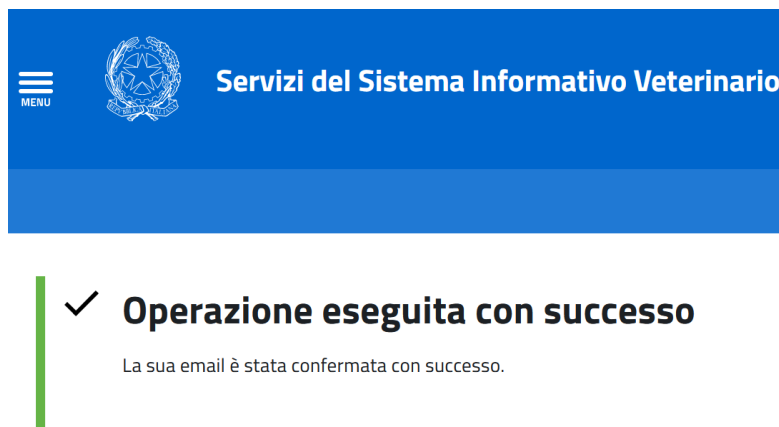 MENU
Servizi del Sistema Informativo Veterinario
Operazione eseguita con successo
La sua email è stata confermata con successo.